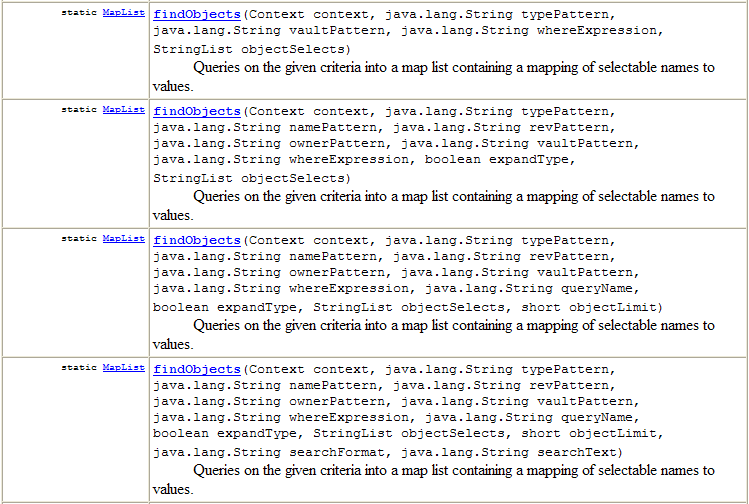 static MapList findObjects(Context context, java.lang.String typePattern,
java.lang.String vaultPattern, java.lang.String whereExpression,
StringList objectSelects)
Queries on the given criteria into a map list containing a mapping of selectable names to
values.
static MapList findObjects(Context context, java.lang.String typePattern,
java.lang.String namePattern, java.lang.String revPattern,
java.lang.String ownerPattern, java.lang.String vaultPattern,
java.lang.String whereExpression, boolean expandType,
StringList objectSelects)
Queries on the given criteria into a map list containing a mapping of selectable names to
values.
static MapList findObjects(Context context, java.lang.String typePattern,
java.lang.String namePattern, java.lang.String revPattern,
java.lang.String ownerPattern, java.lang.String vaultPattern,
java.lang.String whereExpression, java.lang.String queryName,
boolean expandType, StringList objectSelects, short objectLimit)
Queries on the given criteria into a map list containing a mapping of selectable names to
values.
static MapList findObjects(Context context, java.lang.String typePattern,
java.lang.String namePattern, java.lang.String revPattern,
java.lang.String ownerPattern, java.lang.String vaultPattern,
java.lang.String whereExpression, java.lang.String queryName,
boolean expandType, StringList objectSelects, short objectLimit,
java.lang.String searchFormat, java.lang.String searchText)
Queries on the given criteria into a map list containing a mapping of selectable names to
values.